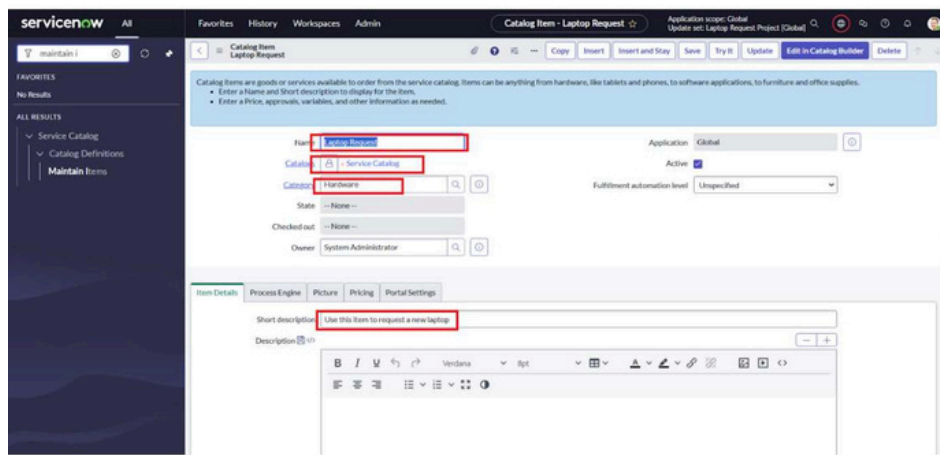 servicenow All Favorites History Workspaces Admin Catalog Item - Laptop Request Application scope: Global
Update set: Laptop Request Project [Global]
maintain i
Catalog Item
Laptop Request
Copy Insert Insert and Stay Save Try It Update Edit in Catalog Builder Delete
FAVORITES
No Results
ALL RESULTS
Service Catalog
Catalog Definitions
Maintain Items
Catalog Items are goods or services available to order from the service catalog. Items can be anything from hardware, like tablets and phones, to software applications, to furniture and office supplies.
• Enter a Name and Short description to display for the item.
• Enter a Price, approvals, variables, and other information as needed.
Name Laptop Request Application Global
Catalogs Service Catalog Active
Category Hardware Fulfillment automation level Unspecified
State -- None --
Checked out -- None --
Owner System Administrator
Item Details Process Engine Picture Pricing Portal Settings
Short description Use this item to request a new laptop
Description
B I U Verdana 8pt A